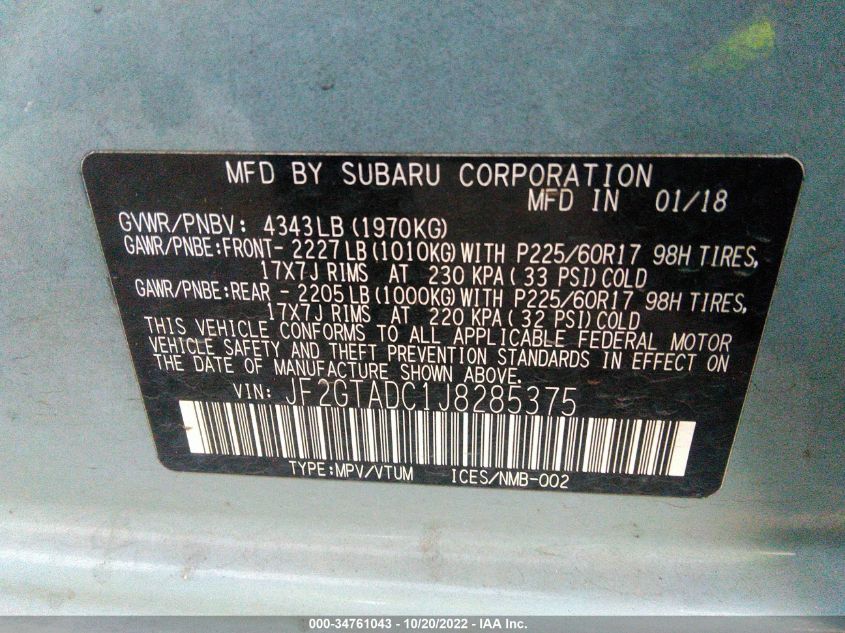 MFD BY SUBARU CORPORATION
MFD IN 01/18
GVWR/PNBV: 4343LB (1970KG)
GAWR/PNBE:FRONT- 2227LB (1010KG) WITH P225/60R17 98H TIRES,
17X7J RIMS AT 230 KPA ( 33 PSI) COLD
GAWR/PNBE:REAR - 2205LB (1000KG) WITH P225/60R17 98H TIRES,
17X7J RIMS AT 220 KPA ( 32 PSI) COLD
THIS VEHICLE CONFORMS TO ALL APPLICABLE FEDERAL MOTOR
VEHICLE SAFETY AND THEFT PREVENTION STANDARDS IN EFFECT ON
THE DATE OF MANUFACTURE SHOWN ABOVE.
VIN: JF2GTADC1J8285375
TYPE:MPV/VTUM ICES/NMB-002
000-34761043 - 10/20/2022 - IAA Inc.